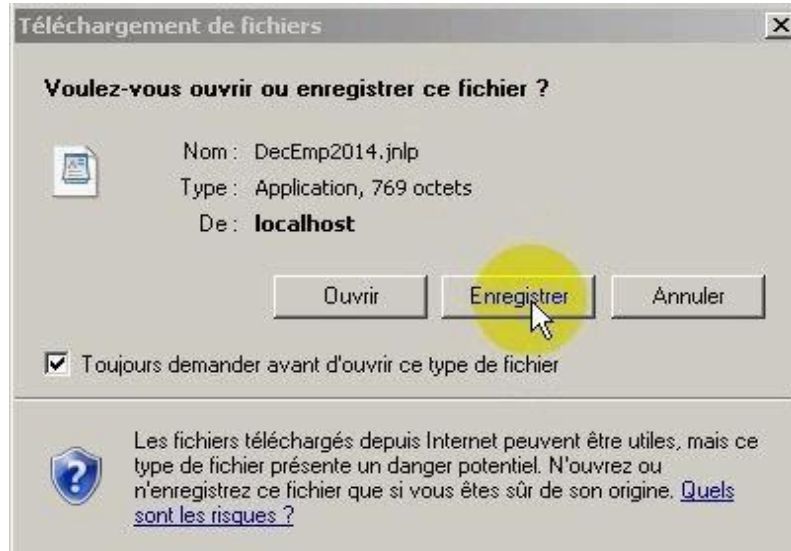 Téléchargement de fichiers
Voulez-vous ouvrir ou enregistrer ce fichier ?
Nom : DecEmp2014.jnlp
Type : Application, 769 octets
De : localhost
Ouvrir Enregistrer Annuler
Toujours demander avant d'ouvrir ce type de fichier
Les fichiers téléchargés depuis Internet peuvent être utiles, mais ce
type de fichier présente un danger potentiel. N'ouvrez ou
n'enregistrez ce fichier que si vous êtes sûr de son origine. Quels
sont les risques ?